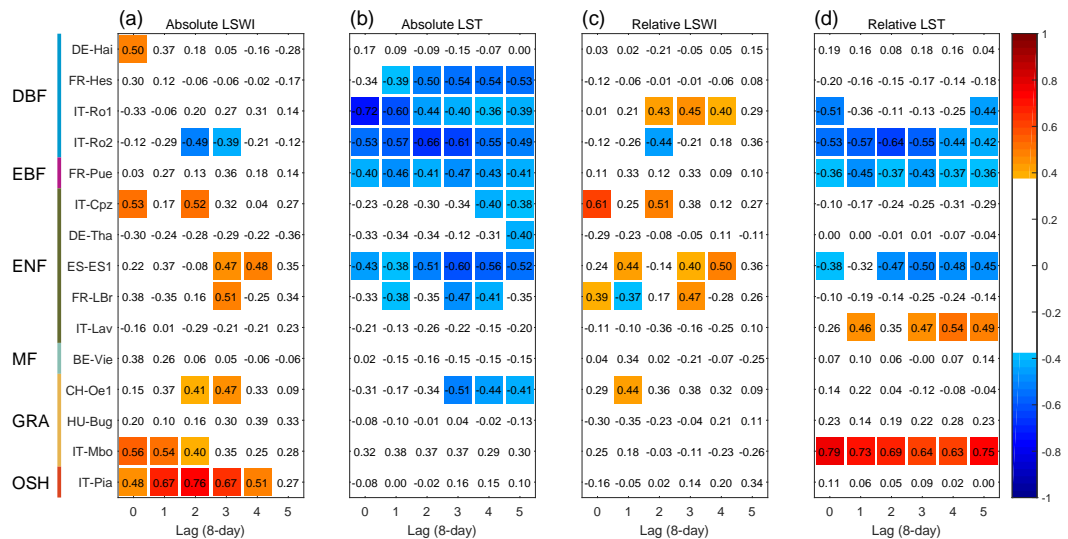 (a) (b) (c) (d)
Absolute LSWI Absolute LST Relative LSWI Relative LST
DE-Hai 0.50 0.37 0.18 0.05 -0.16 -0.28 0.17 0.09 -0.09 -0.15 -0.07 0.00 0.03 0.02 -0.21 -0.05 0.05 0.15 0.19 0.16 0.08 0.18 0.16 0.04 1
FR-Hes 0.30 0.12 -0.06 -0.06 -0.02 -0.17 -0.34 -0.39 -0.50 -0.54 -0.54 -0.53 -0.12 -0.06 -0.01 -0.01 0.08 -0.01 -0.20 -0.16 -0.11 -0.14 -0.14 -0.18 0.8
DBF
IT-Ro1 -0.33 -0.06 0.20 0.27 0.31 0.14 -0.72 -0.60 -0.44 -0.40 -0.36 -0.39 0.01 0.21 0.43 0.45 0.40 0.21 -0.51 -0.36 -0.11 -0.13 -0.25 -0.44 0.6
IT-Ro2 -0.12 -0.29 -0.49 -0.39 -0.21 -0.12 -0.53 -0.57 -0.66 -0.61 -0.55 -0.49 -0.12 -0.26 -0.44 -0.21 0.18 0.36 -0.53 -0.57 -0.64 -0.55 -0.44 -0.42
EBF FR-Pue 0.03 0.27 0.13 0.36 0.18 0.14 -0.40 -0.46 -0.41 -0.47 -0.43 -0.41 0.11 0.33 0.12 0.33 0.09 0.10 -0.36 -0.45 -0.37 -0.43 -0.37 -0.36 0.4
IT-Cpz 0.53 0.17 0.52 0.32 0.04 0.27 -0.23 -0.28 -0.30 -0.34 -0.40 -0.38 0.61 0.25 0.51 0.32 0.12 0.27 -0.15 -0.17 -0.14 -0.14 -0.24 -0.27 0.2
DE-Tha -0.30 -0.24 -0.28 -0.29 -0.22 -0.36 -0.33 -0.34 -0.34 -0.12 -0.31 -0.40 -0.29 -0.23 -0.08 -0.05 0.11 -0.11 0.00 -0.01 -0.01 -0.01 -0.07 -0.04
ENF ES-ES1 0.22 0.37 -0.08 0.47 0.48 0.35 -0.43 -0.38 -0.51 -0.60 -0.56 -0.52 0.24 0.44 -0.14 0.40 0.50 0.36 -0.38 -0.32 -0.47 -0.50 -0.48 -0.45 0
FR-LBr 0.38 -0.35 0.16 0.51 -0.25 0.34 -0.33 -0.38 -0.35 -0.47 -0.41 -0.35 0.39 -0.37 0.17 0.47 -0.28 0.26 -0.10 -0.19 -0.14 -0.25 -0.24 -0.14 -0.2
IT-Lav -0.16 0.01 -0.29 -0.21 -0.21 0.23 -0.21 -0.13 -0.26 -0.22 -0.15 -0.20 -0.11 -0.10 -0.36 -0.16 -0.25 0.10 0.26 0.46 0.35 0.47 0.54 0.49
MF BE-Vie 0.38 0.26 0.06 0.05 -0.06 -0.06 0.02 -0.15 -0.16 -0.15 -0.15 -0.15 0.04 0.34 0.02 -0.00 0.02 -0.25 0.07 0.10 0.06 -0.00 0.07 0.14 -0.4
CH-Oe1 0.15 0.37 0.41 0.47 0.33 0.09 -0.31 -0.17 -0.34 -0.51 -0.44 -0.41 0.29 0.44 0.36 0.38 0.32 0.09 0.14 0.22 0.04 -0.12 -0.08 -0.04
GRA HU-Bug 0.20 0.10 0.16 0.30 0.39 0.33 -0.08 -0.10 -0.01 0.04 -0.02 -0.13 -0.30 -0.35 -0.21 -0.04 0.21 0.11 0.23 0.14 0.19 0.22 0.28 0.23 -0.6
IT-Mbo 0.56 0.54 0.40 0.35 0.25 0.28 0.32 0.38 0.37 0.37 0.29 0.30 0.25 0.18 -0.03 -0.11 -0.23 -0.26 0.79 0.73 0.69 0.64 0.63 0.75 -0.8
OSH IT-Pia 0.48 0.67 0.76 0.67 0.51 0.27 -0.08 0.00 -0.02 0.16 0.15 0.10 -0.16 -0.05 0.02 0.14 0.20 0.34 0.11 0.09 0.06 0.12 0.02 0.00 -1
0 1 2 3 4 5 0 1 2 3 4 5 0 1 2 3 4 5 0 1 2 3 4 5
Lag (8-day) Lag (8-day) Lag (8-day) Lag (8-day)